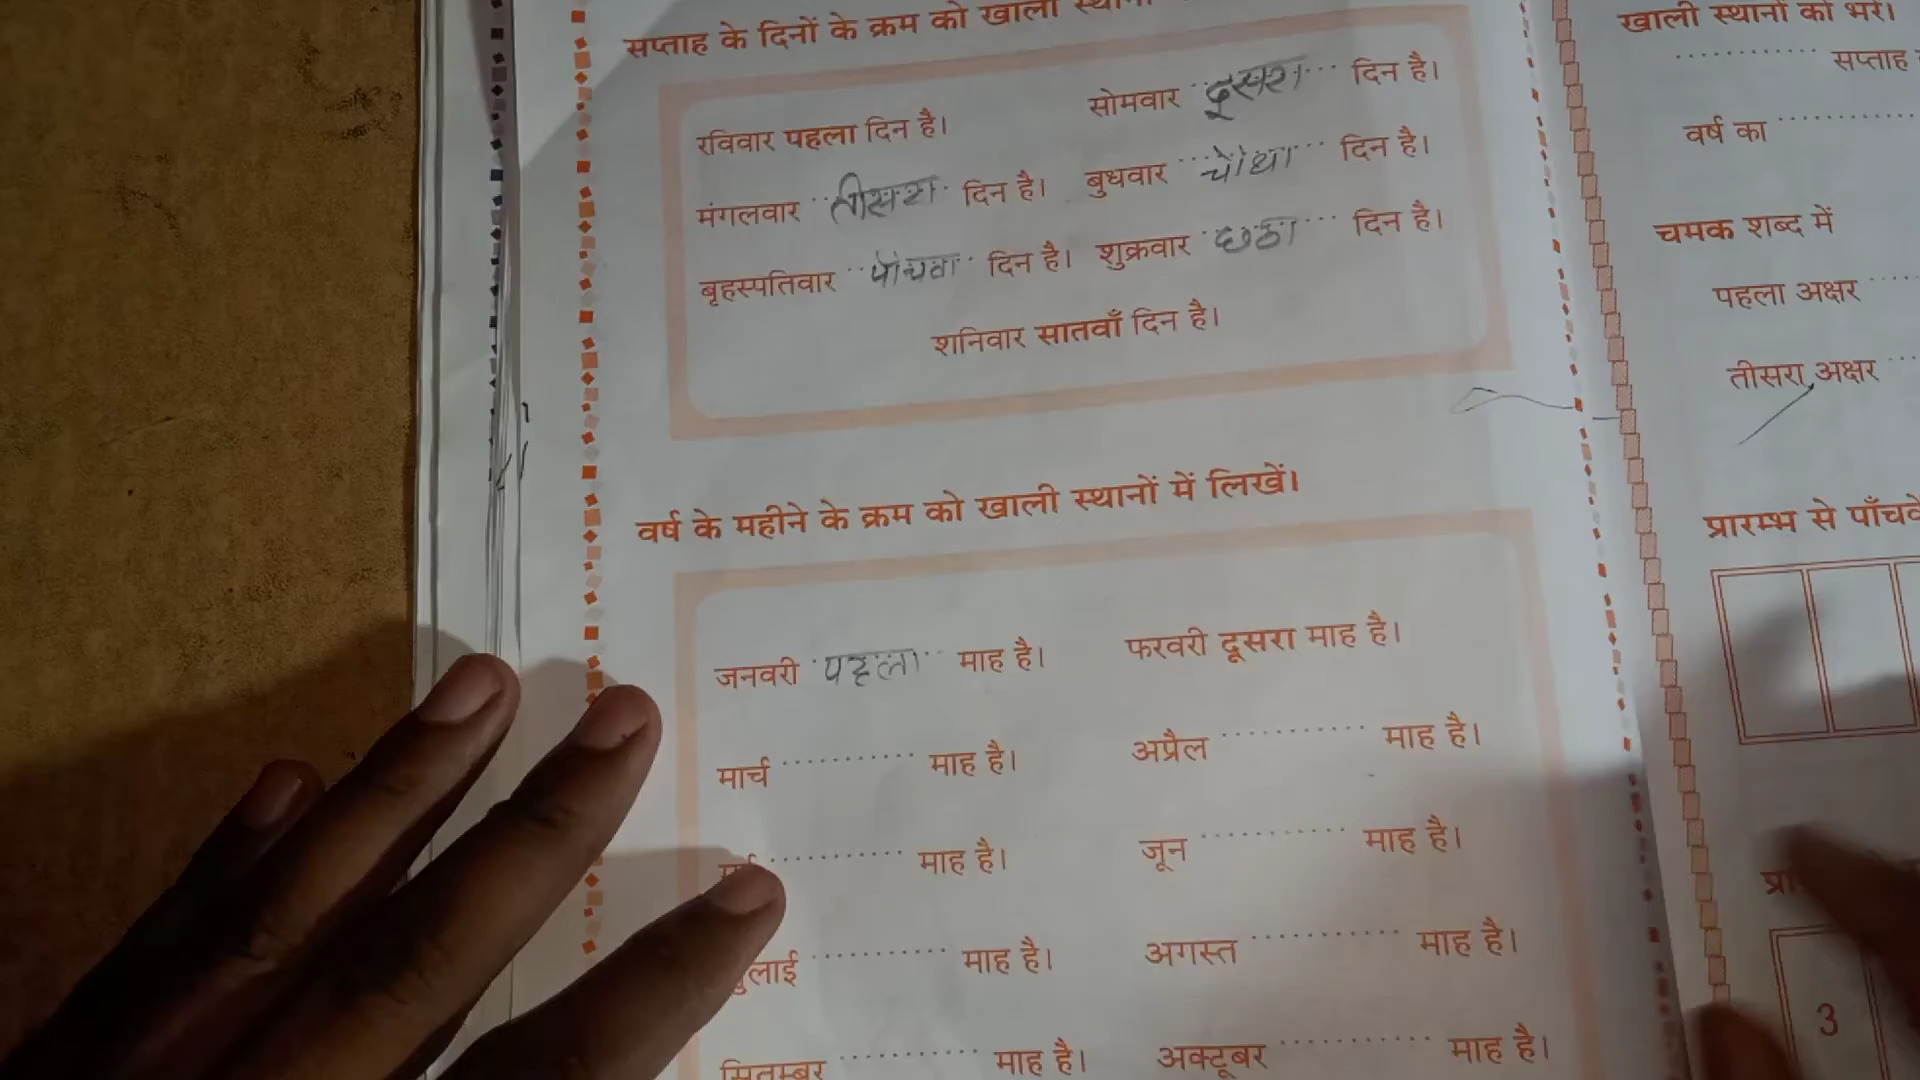 सप्ताह के दिनों के क्रम को खाली
रविवार पहला दिन है। सोमवार दूसरा दिन है।
मंगलवार तीसरा दिन है। बुधवार चौथा दिन है।
बृहस्पतिवार पाँचवा दिन है। शुक्रवार छठा दिन है।
शनिवार सातवाँ दिन है।
वर्ष के महीने के क्रम को खाली स्थानों में लिखें।
जनवरी पहला माह है। फरवरी दूसरा माह है।
मार्च ........... माह है। अप्रैल ........... माह है।
........... माह है। जून ........... माह है।
........... माह है। अगस्त ........... माह है।
सितम्बर ........... माह है। अक्टूबर ........... माह है।
खाली स्थानों को भरें।
........... सप्ताह
वर्ष का ...........
चमक शब्द में
पहला अक्षर
तीसरा अक्षर
प्रारम्भ से
3